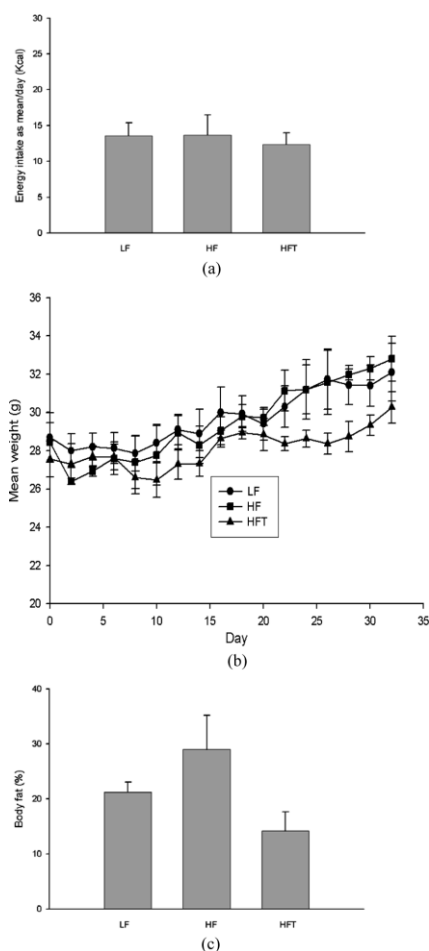 Energy intake as mean/day (Kcal)
30
25
20
15
10
5
0
LF HF HFT
(a)
Mean weight (g)
36
34
32
30
28
26
24
22
20
LF
HF
HFT
0 5 10 15 20 25 30 35
Day
(b)
Body fat (%)
40
30
20
10
0
LF HF HFT
(c)